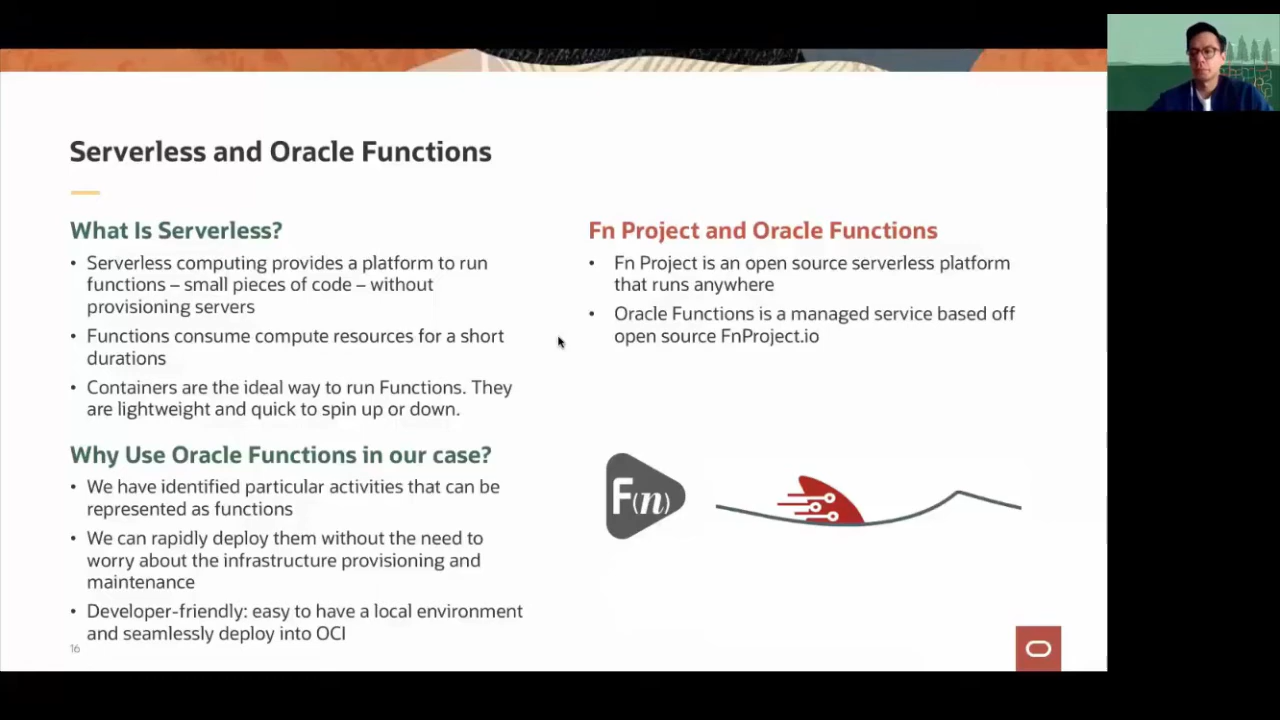 Serverless and Oracle Functions
What Is Serverless?
• Serverless computing provides a platform to run
functions – small pieces of code – without
provisioning servers
• Functions consume compute resources for a short
durations
• Containers are the ideal way to run Functions. They
are lightweight and quick to spin up or down.
Why Use Oracle Functions in our case?
• We have identified particular activities that can be
represented as functions
• We can rapidly deploy them without the need to
worry about the infrastructure provisioning and
maintenance
• Developer-friendly: easy to have a local environment
and seamlessly deploy into OCI
16
Fn Project and Oracle Functions
• Fn Project is an open source serverless platform
that runs anywhere
• Oracle Functions is a managed service based off
open source FnProject.io
F(n)